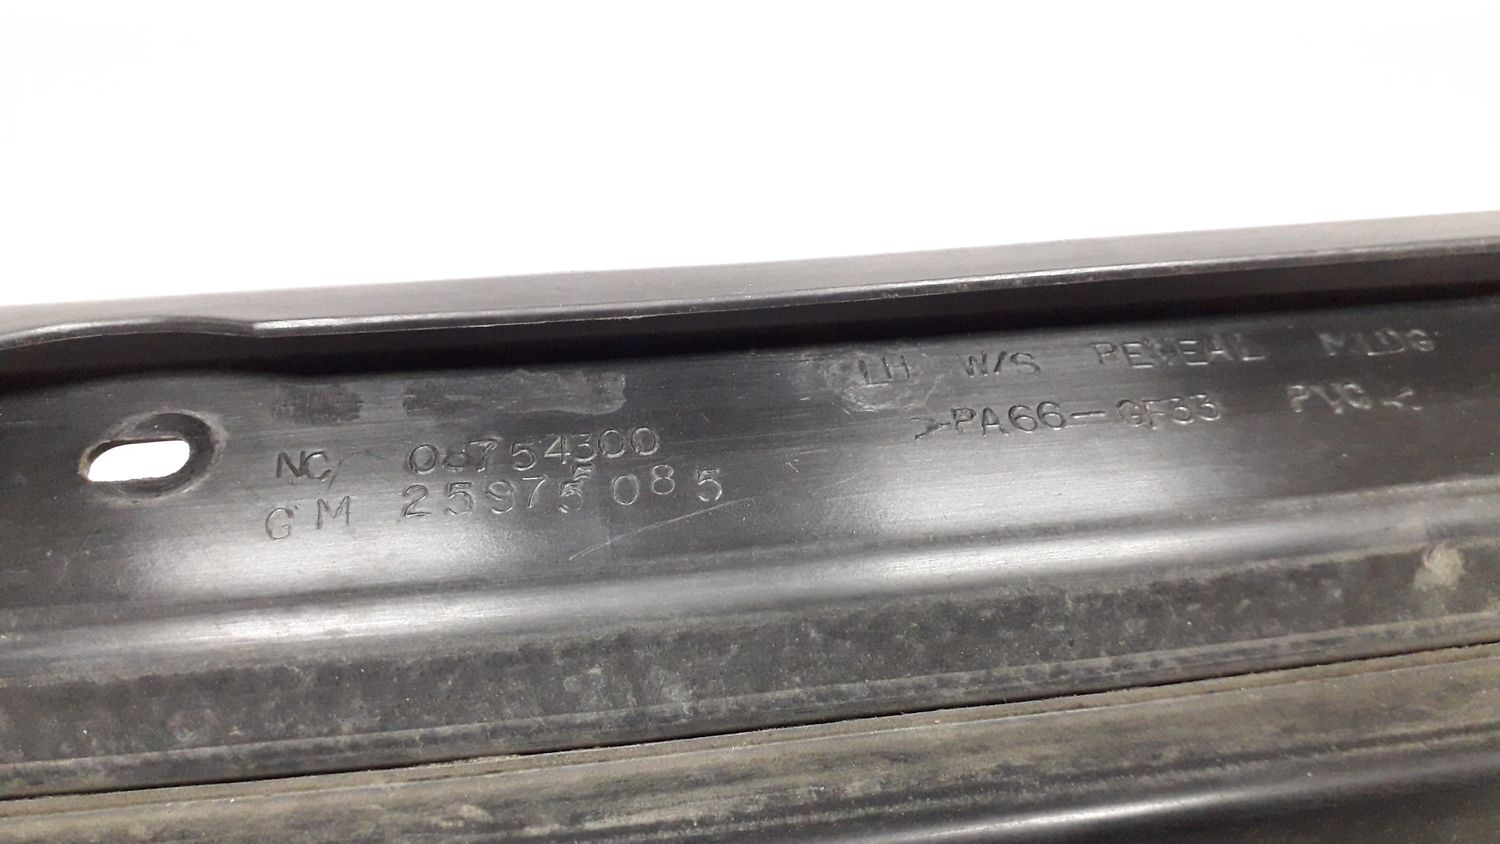 LH W/S REVEAL MLDG
>PA66-GF33 PVC<
NC, 08754300
GM 25975085